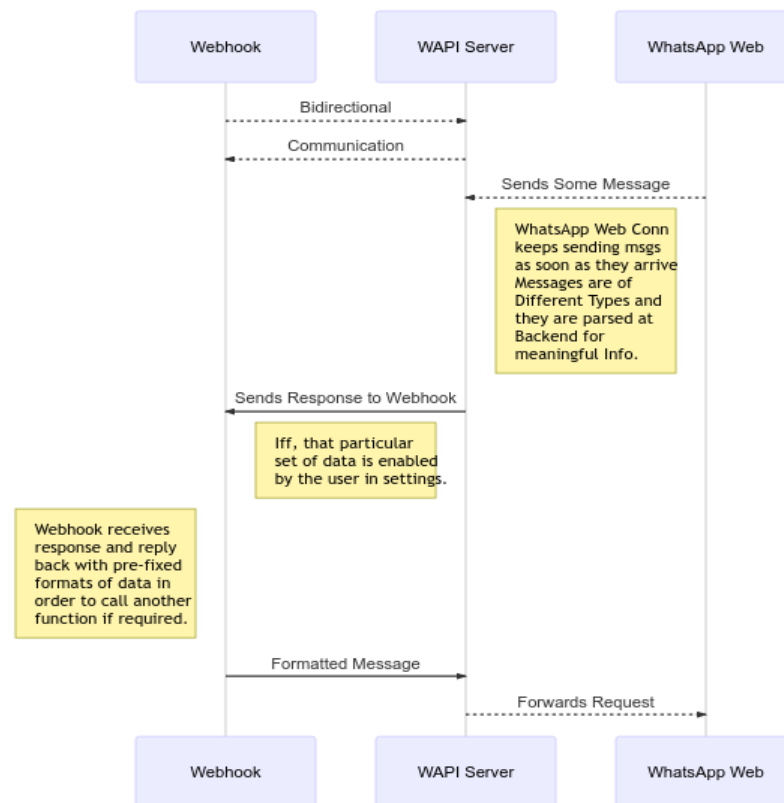 Webhook
WAPI Server
WhatsApp Web
Bidirectional
Communication
Sends Some Message
WhatsApp Web Conn
keeps sending msgs
as soon as they arrive
Messages are of
Different Types and
they are parsed at
Backend for
meaningful Info.
Sends Response to Webhook
Iff, that particular
set of data is enabled
by the user in settings.
Webhook receives
response and reply
back with pre-fixed
formats of data in
order to call another
function if required.
Formatted Message
Forwards Request
Webhook
WAPI Server
WhatsApp Web